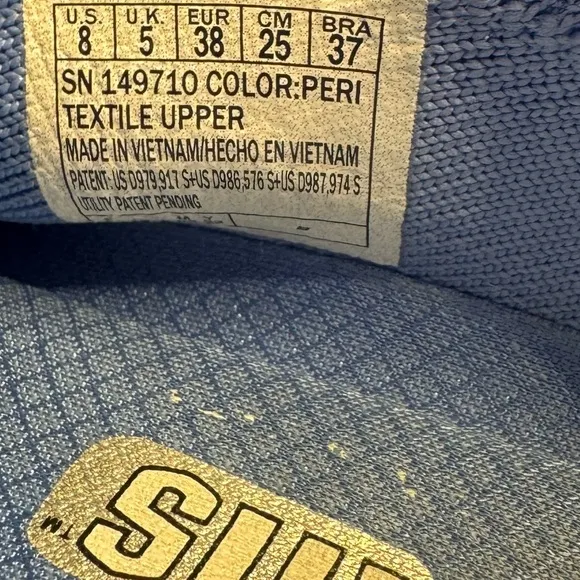 U.S. U.K. EUR CM BRA
8 5 38 25 37
SN 149710 COLOR:PERI
TEXTILE UPPER
MADE IN VIETNAM/HECHO EN VIETNAM
PATENT: US D979,917 S+US D986,576 S+US D987,974 S
UTILITY PATENT PENDING
™